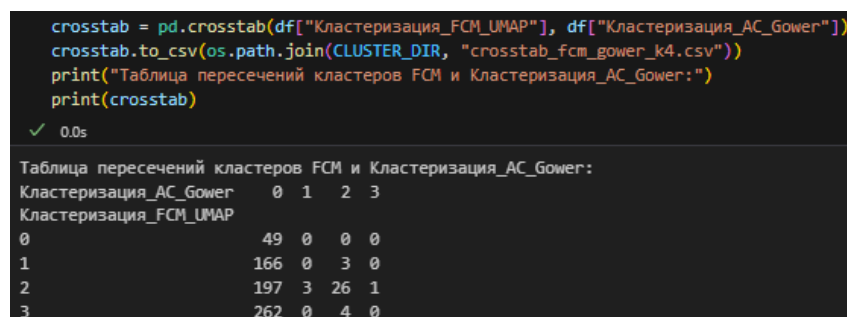 crosstab = pd.crosstab(df["Кластеризация_FCM_UMAP"], df["Кластеризация_AC_Gower"])
crosstab.to_csv(os.path.join(CLUSTER_DIR, "crosstab_fcm_gower_k4.csv"))
print("Таблица пересечений кластеров FCM и Кластеризация_AC_Gower:")
print(crosstab)
✓ 0.0s
Таблица пересечений кластеров FCM и Кластеризация_AC_Gower:
Кластеризация_AC_Gower 0 1 2 3
Кластеризация_FCM_UMAP
0 49 0 0 0
1 166 0 3 0
2 197 3 26 1
3 262 0 4 0